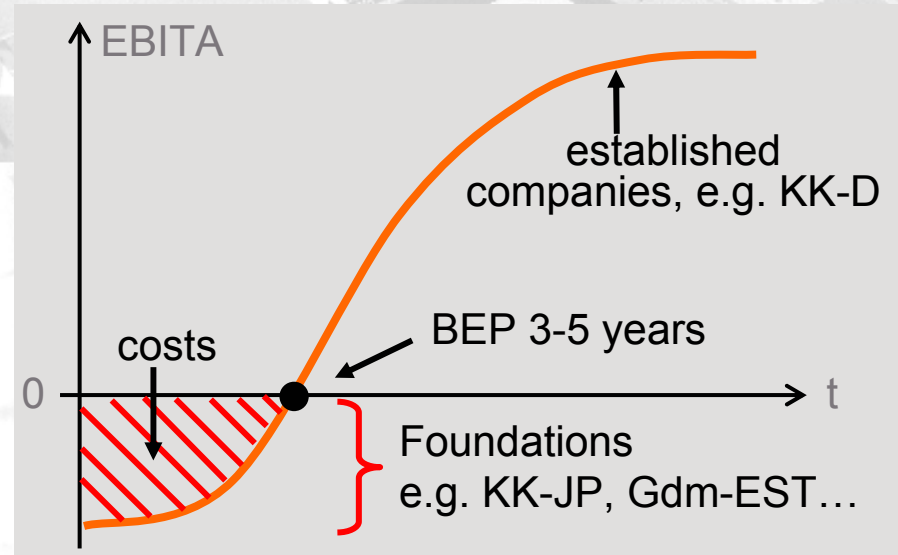 EBITA
established
companies, e.g. KK-D
BEP 3-5 years
costs
0
t
Foundations
e.g. KK-JP, Gdm-EST…